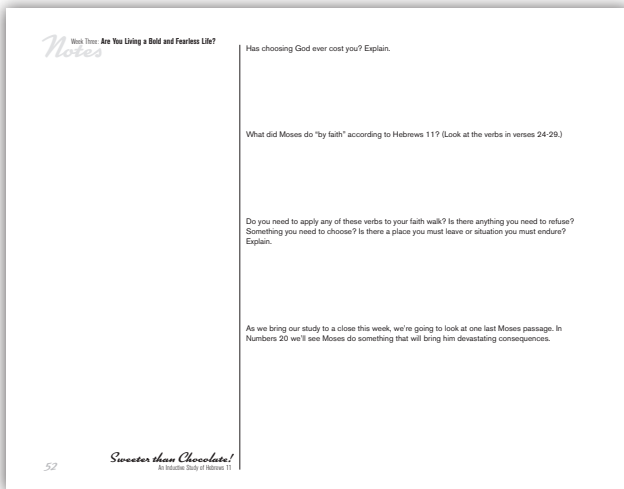 Week Three: Are You Living a Bold and Fearless Life?
Notes
Has choosing God ever cost you? Explain.
What did Moses do “by faith” according to Hebrews 11? (Look at the verbs in verses 24-29.)
Do you need to apply any of these verbs to your faith walk? Is there anything you need to refuse?
Something you need to choose? Is there a place you must leave or situation you must endure?
Explain.
As we bring our study to a close this week, we’re going to look at one last Moses passage. In
Numbers 20 we’ll see Moses do something that will bring him devastating consequences.
52
Sweeter than Chocolate!
An Inductive Study of Hebrews 11